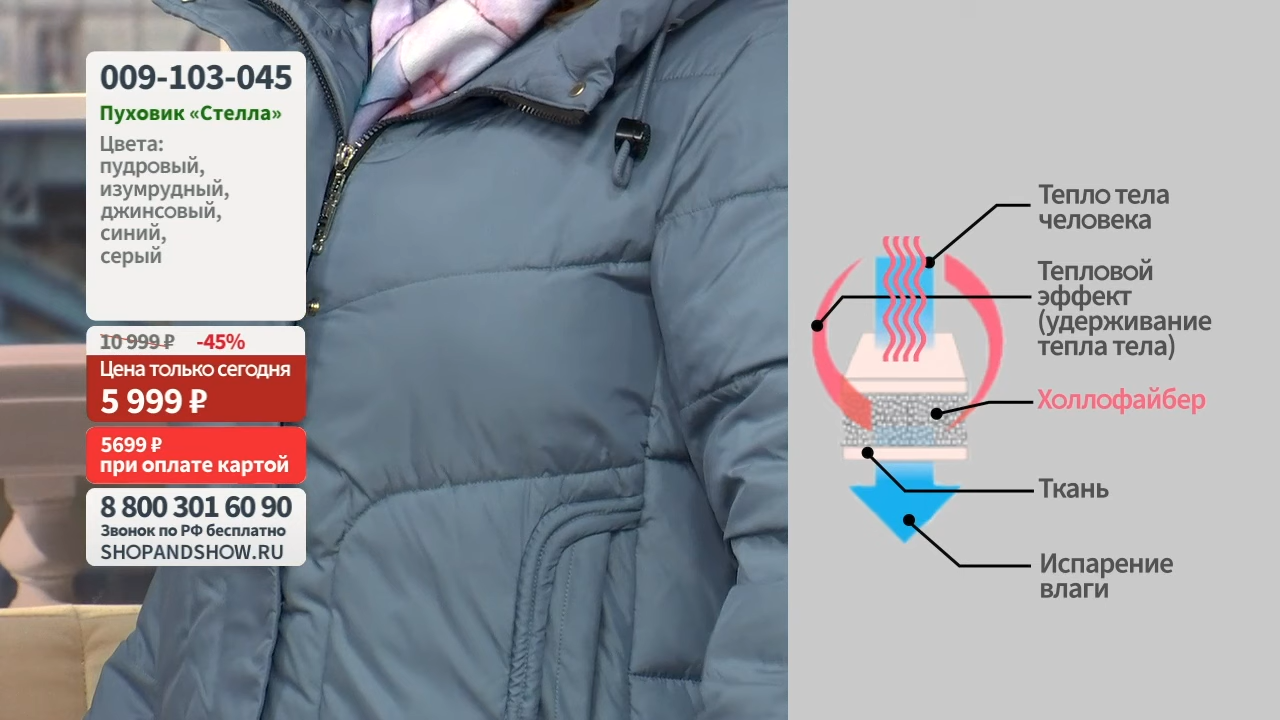 009-103-045
Пуховик «Стелла»
Цвета:
пудровый,
изумрудный,
джинсовый,
синий,
серый
10 999 ₽ -45%
Цена только сегодня
5 999 ₽
5699 ₽
при оплате картой
8 800 301 60 90
Звонок по РФ бесплатно
SHOPANDSHOW.RU
Тепло тела
человека
Тепловой
эффект
(удерживание
тепла тела)
Холлофайбер
Ткань
Испарение
влаги